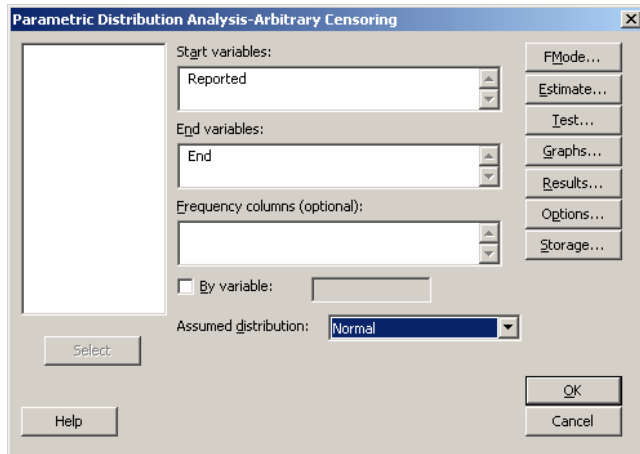 Parametric Distribution Analysis-Arbitrary Censoring
Start variables:
Reported
End variables:
End
Frequency columns (optional):
By variable:
Assumed distribution:
Normal
Select
Help
FMode...
Estimate...
Test...
Graphs...
Results...
Options...
Storage...
OK
Cancel